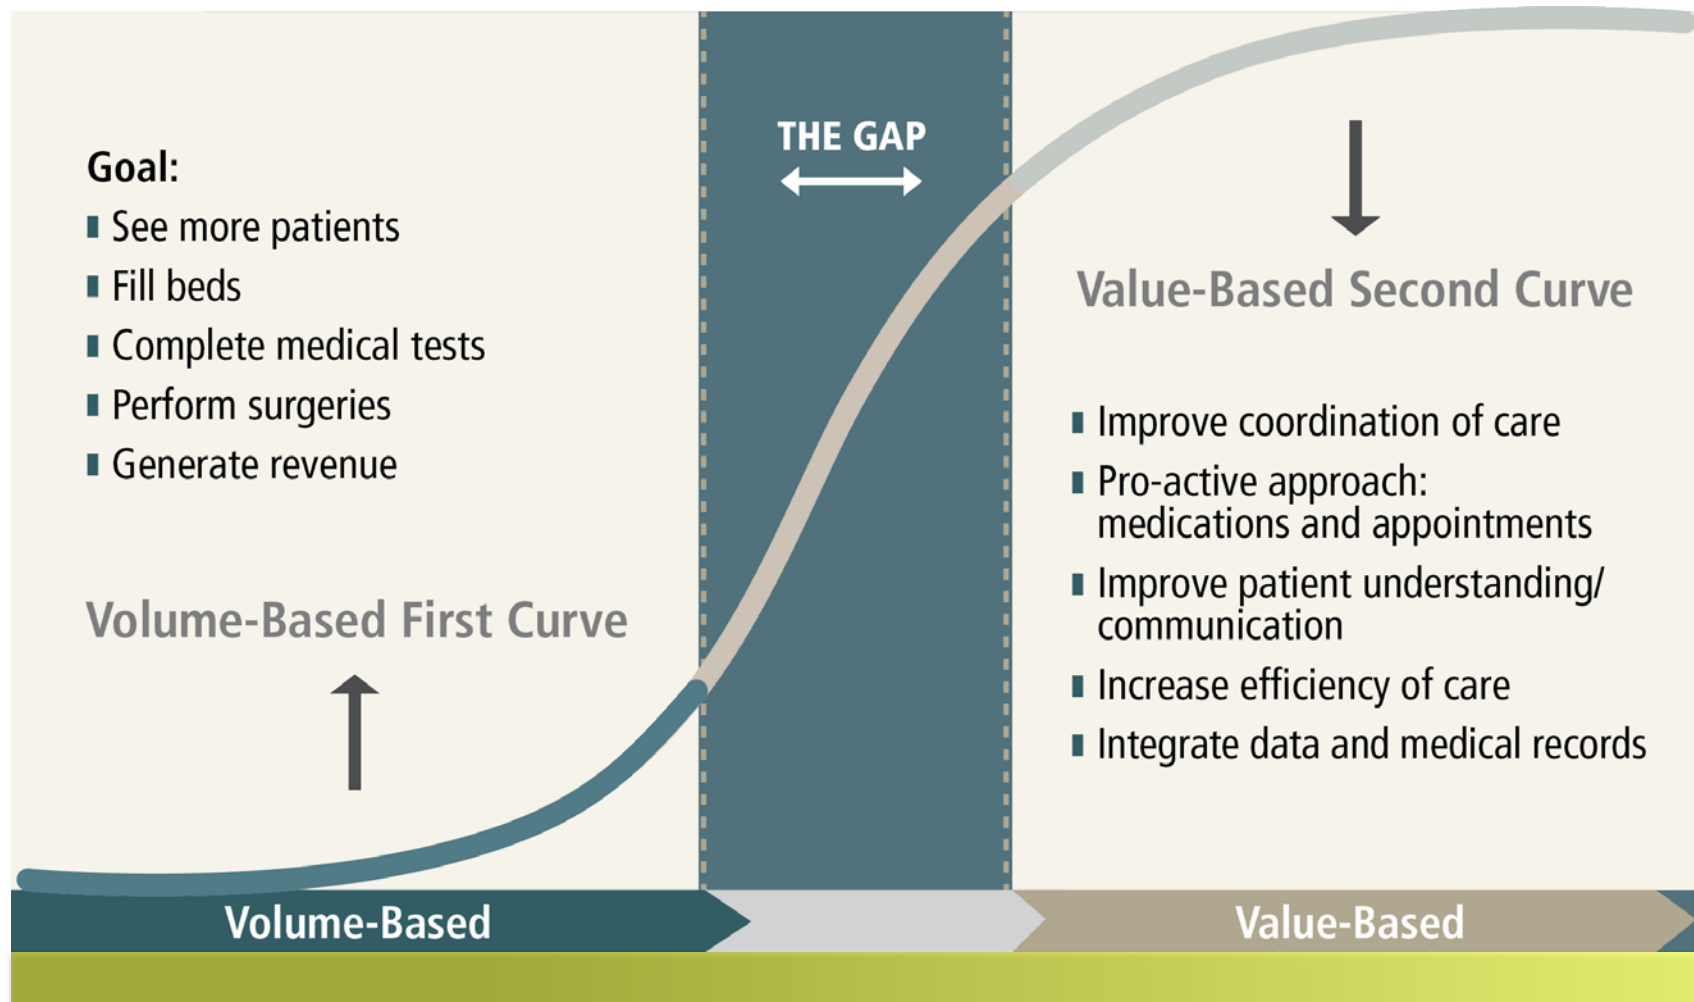 Goal:
See more patients
Fill beds
Complete medical tests
Perform surgeries
Generate revenue
Volume-Based First Curve
THE GAP
Value-Based Second Curve
Improve coordination of care
Pro-active approach:
medications and appointments
Improve patient understanding/
communication
Increase efficiency of care
Integrate data and medical records
Volume-Based
Value-Based